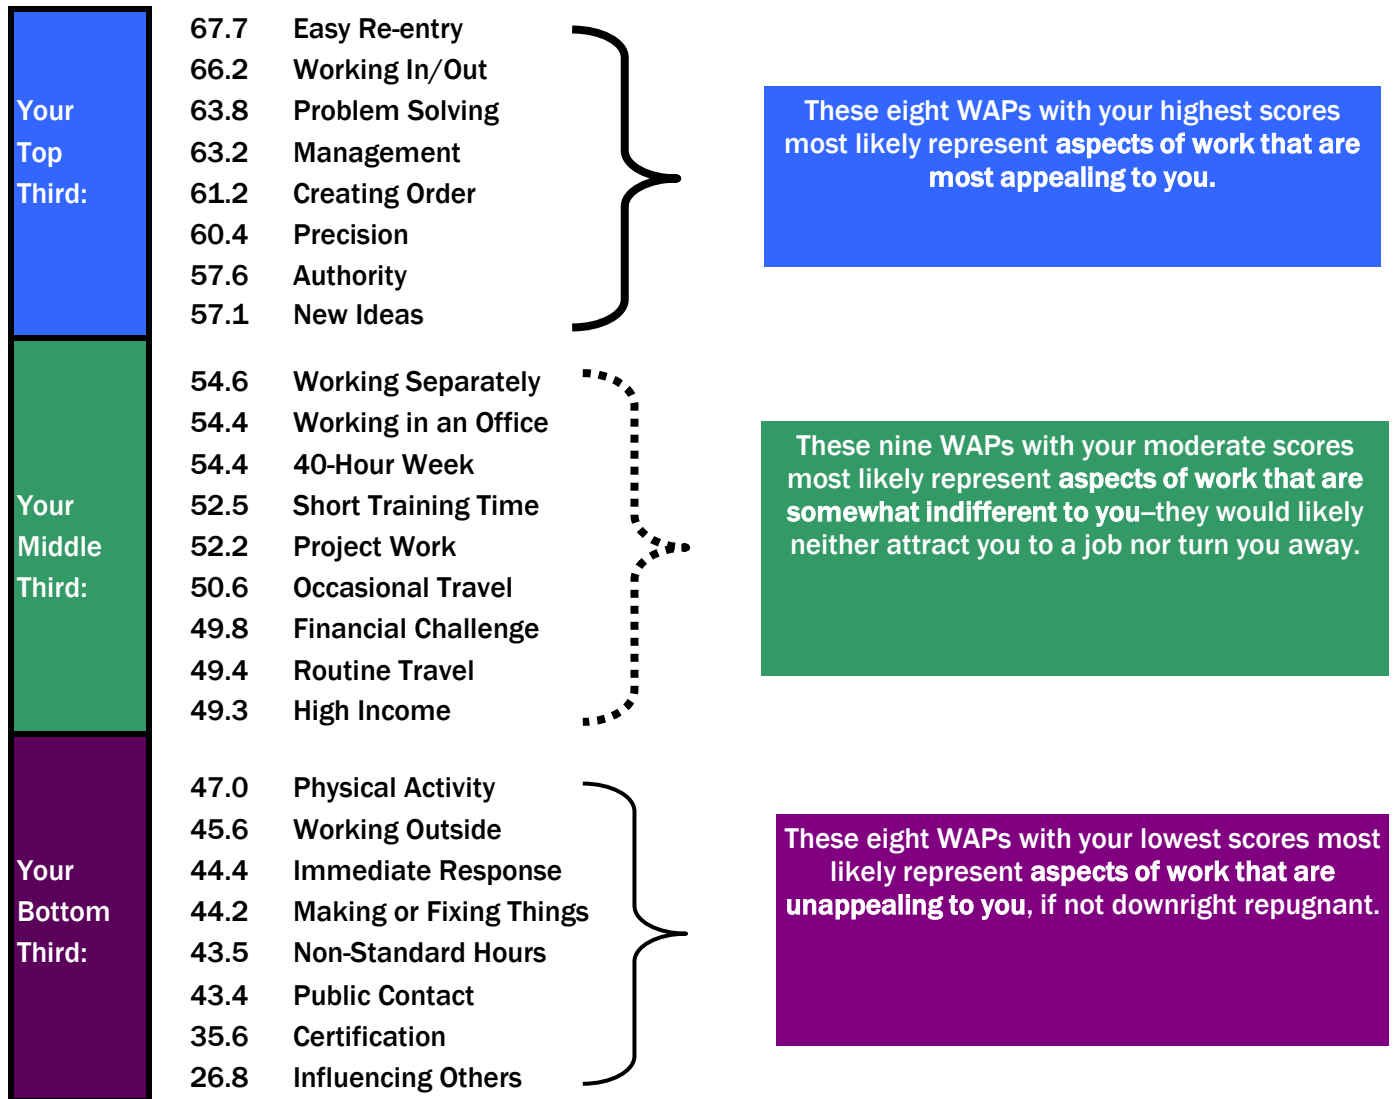 67.7 Easy Re-entry
66.2 Working In/Out
63.8 Problem Solving
63.2 Management
61.2 Creating Order
60.4 Precision
57.6 Authority
57.1 New Ideas
Your
Top
Third:
These eight WAPs with your highest scores
most likely represent aspects of work that are
most appealing to you.
54.6 Working Separately
54.4 Working in an Office
54.4 40-Hour Week
52.5 Short Training Time
52.2 Project Work
50.6 Occasional Travel
49.8 Financial Challenge
49.4 Routine Travel
49.3 High Income
Your
Middle
Third:
These nine WAPs with your moderate scores
most likely represent aspects of work that are
somewhat indifferent to you–they would likely
neither attract you to a job nor turn you away.
47.0 Physical Activity
45.6 Working Outside
44.4 Immediate Response
44.2 Making or Fixing Things
43.5 Non-Standard Hours
43.4 Public Contact
35.6 Certification
26.8 Influencing Others
Your
Bottom
Third:
These eight WAPs with your lowest scores most
likely represent aspects of work that are
unappealing to you, if not downright repugnant.